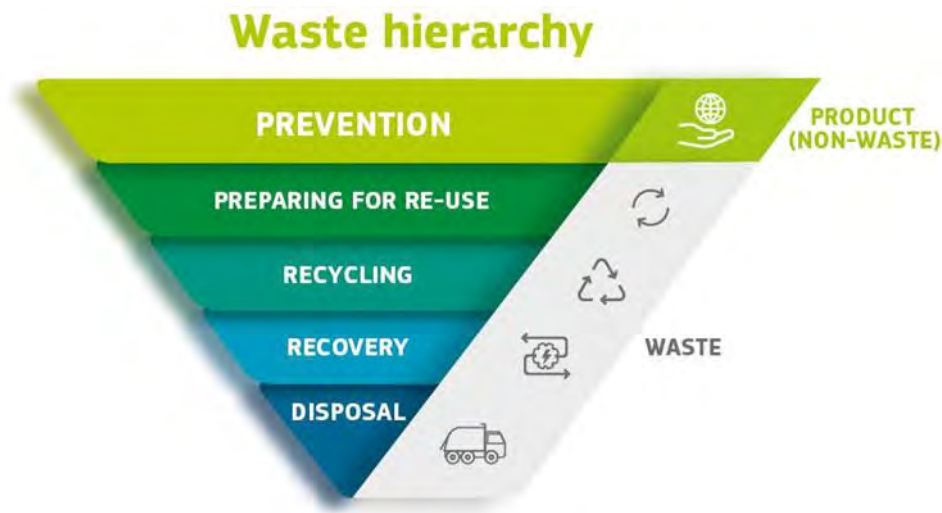 Waste hierarchy
PREVENTION
PRODUCT
(NON-WASTE)
PREPARING FOR RE-USE
RECYCLING
RECOVERY
WASTE
DISPOSAL